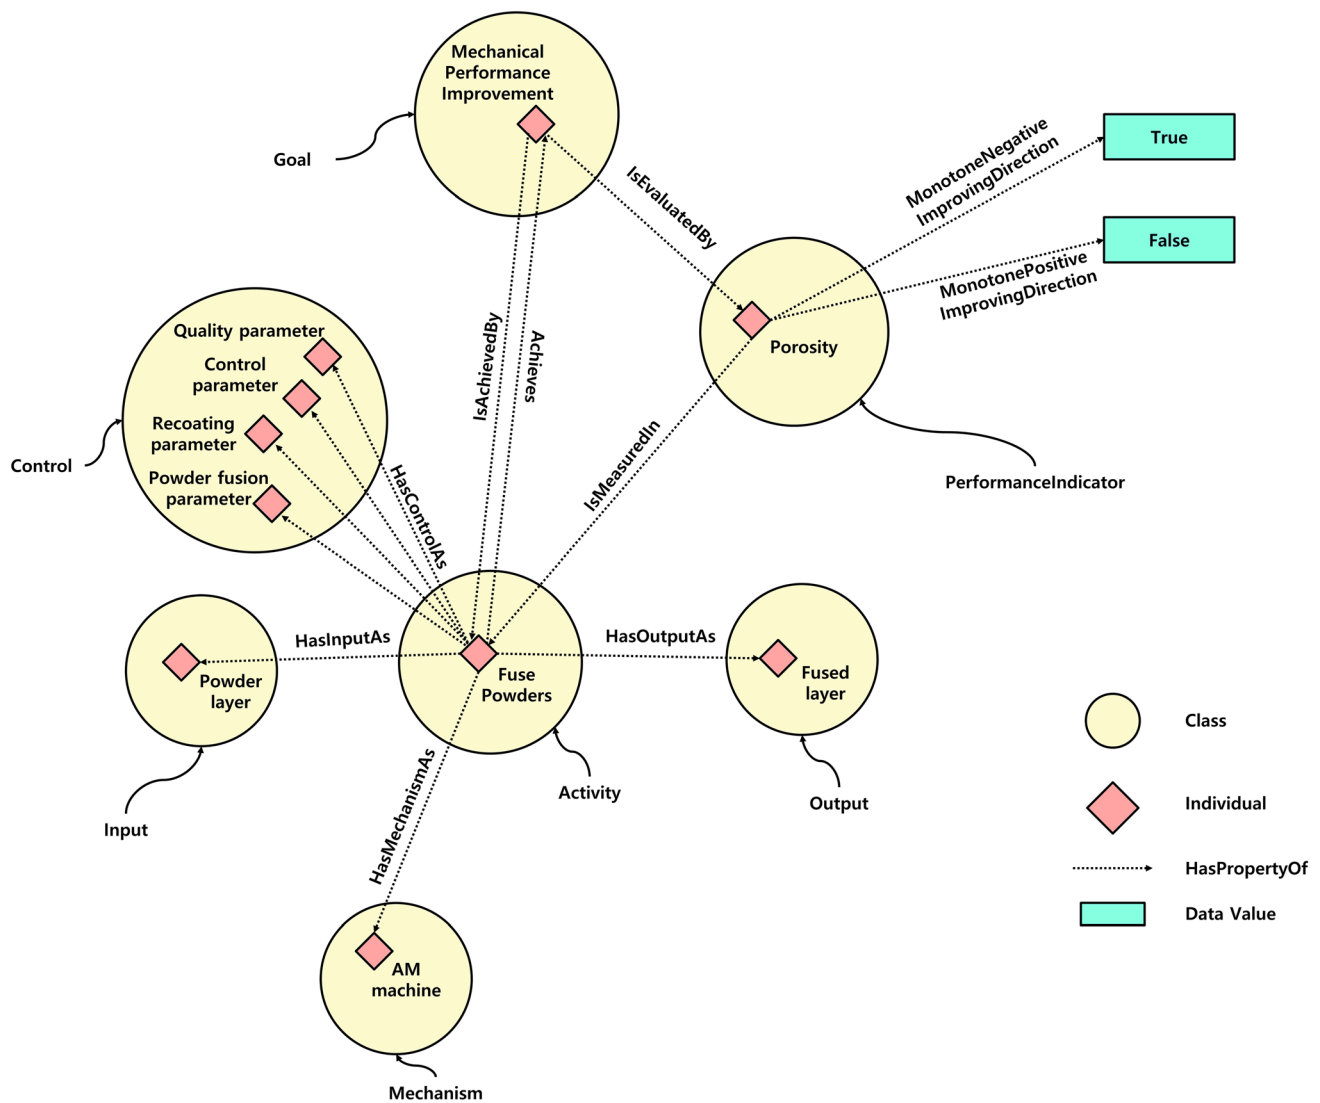 Mechanical
Performance
Improvement
Goal
IsEvaluatedBy
MonotoneNegative
ImprovingDirection
True
False
MonotonePositive
ImprovingDirection
Porosity
PerformanceIndicator
Quality parameter
Control
parameter
Recoating
parameter
Powder fusion
parameter
Control
HasControlAs
IsAchievedBy
Achieves
IsMeasuredIn
HasInputAs
Powder
layer
Input
Fuse
Powders
Activity
HasOutputAs
Fused
layer
Output
HasMechanismAs
AM
machine
Mechanism
Class
Individual
HasPropertyOf
Data Value